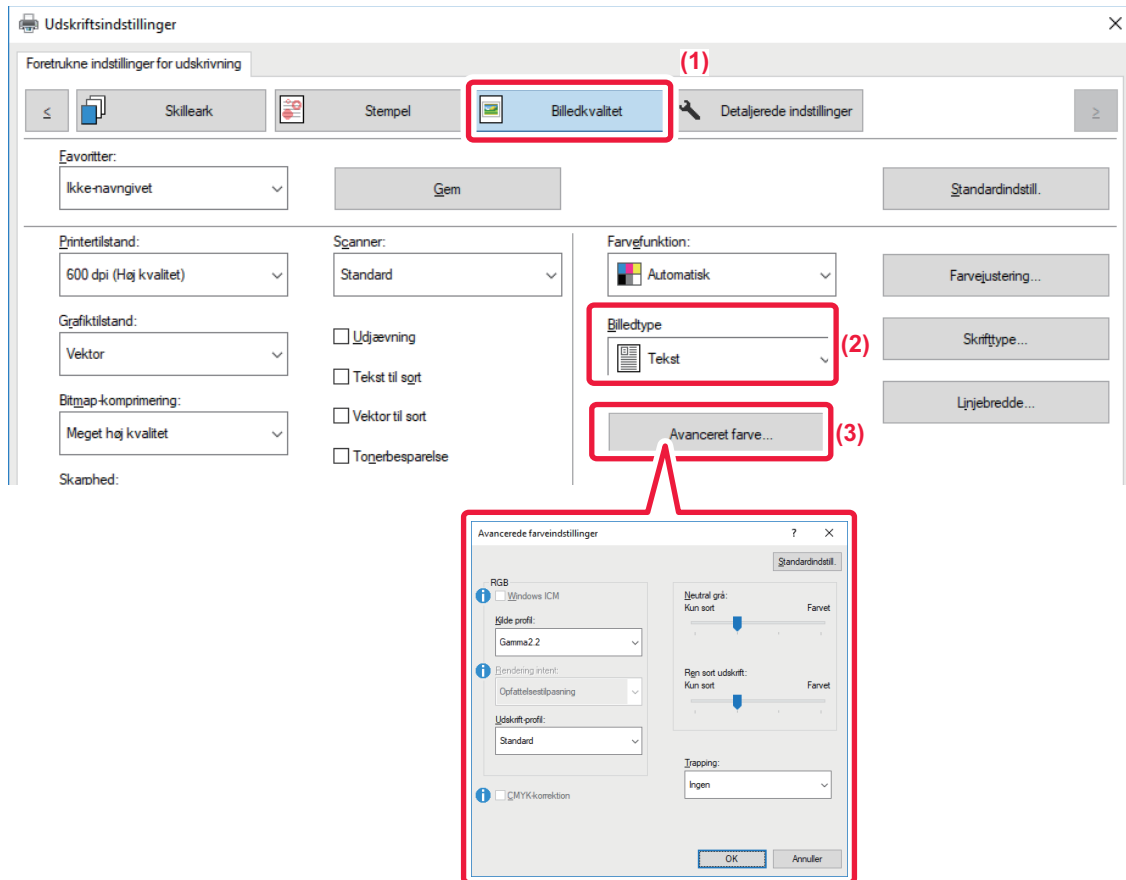 Udskriftsindstillinger
Foretrukne indstillinger for udskrivning
(1)
< Skilleark Stempel Billedkvalitet Detaljerede indstillinger >
Favoritter:
Ikke-navngivet Gem Standardindstill.
Printertilstand: Scanner: Farvefunktion:
600 dpi (Høj kvalitet) Standard Automatisk Farvejustering...
Grafiktilstand: Billedtype
Vektor Udjævning Tekst (2) Skrifttype...
Tekst til sort
Bitmap-komprimering: Linjebredde...
Meget høj kvalitet Vektor til sort Avanceret farve... (3)
Tonerbesparelse
Skarphed:
Avancerede farveindstillinger ?
Standardindstill.
RGB
Windows ICM
Kilde profil:
Gamma2.2
Rendering intent:
Opfattelsestilpasning
Udskrift-profil:
Standard
CMYK-korrektion
Neutral grå:
Kun sort Farvet
Ren sort udskrift:
Kun sort Farvet
Trapping:
Ingen
OK Annuller